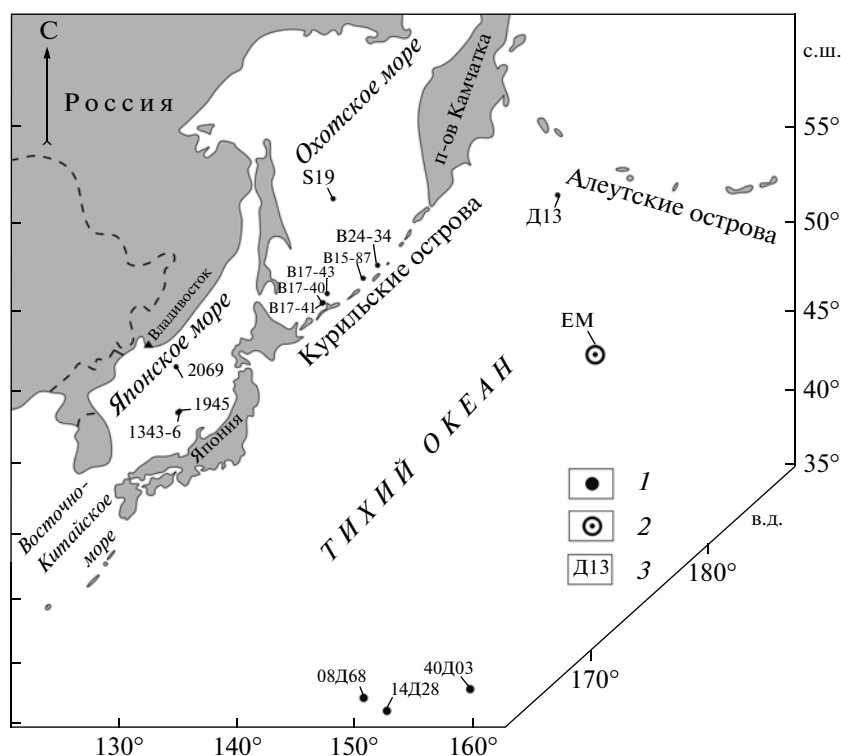 С
Россия
Охотское море
п-ов Камчатка
с.ш.
55°
S19
Алеутские острова
Д13
50°
В24-34
В15-87
В17-43
В17-40
В17-41
Курильские острова
45°
Владивосток
Японское море
ЕМ
2069
40°
1945
1343-6
Япония
ТИХИЙ ОКЕАН
35°
1
Восточно-
Китайское
море
2
в.д.
Д13 3
180°
170°
08Д68
40Д03
14Д28
130° 140° 150° 160°